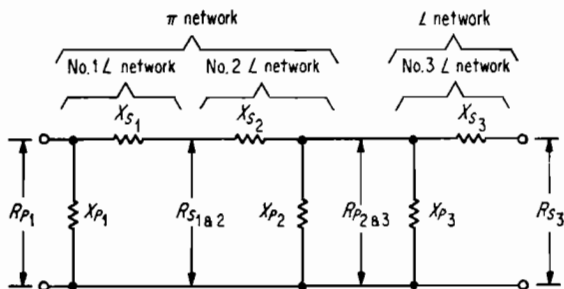 π network
L network
No.1 L network
No.2 L network
No.3 L network
XS1
XS2
XS3
RP1
XP1
RS1&2
XP2
RP2&3
XP3
RS3